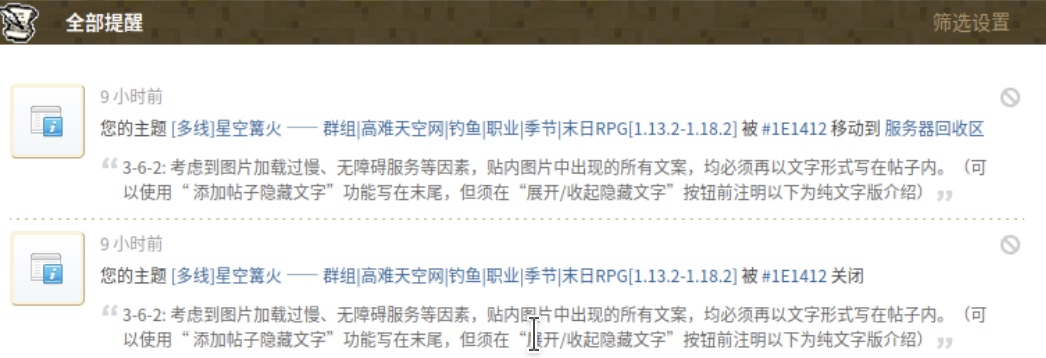 全部提醒 筛选设置
9 小时前
您的主题 [多线]星空篝火 —— 群组|高难天空网|钓鱼|职业|季节|末日RPG[1.13.2-1.18.2] 被 #1E1412 移动到 服务器回收区
“ 3-6-2: 考虑到图片加载过慢、无障碍服务等因素，贴内图片中出现的所有文案，均必须再以文字形式写在帖子内。（可
以使用“ 添加帖子隐藏文字”功能写在末尾，但须在“展开/收起隐藏文字”按钮前注明以下为纯文字版介绍） ”
9 小时前
您的主题 [多线]星空篝火 —— 群组|高难天空网|钓鱼|职业|季节|末日RPG[1.13.2-1.18.2] 被 #1E1412 关闭
“ 3-6-2: 考虑到图片加载过慢、无障碍服务等因素，贴内图片中出现的所有文案，均必须再以文字形式写在帖子内。（可
以使用“ 添加帖子隐藏文字”功能写在末尾，但须在“展开/收起隐藏文字”按钮前注明以下为纯文字版介绍） ”